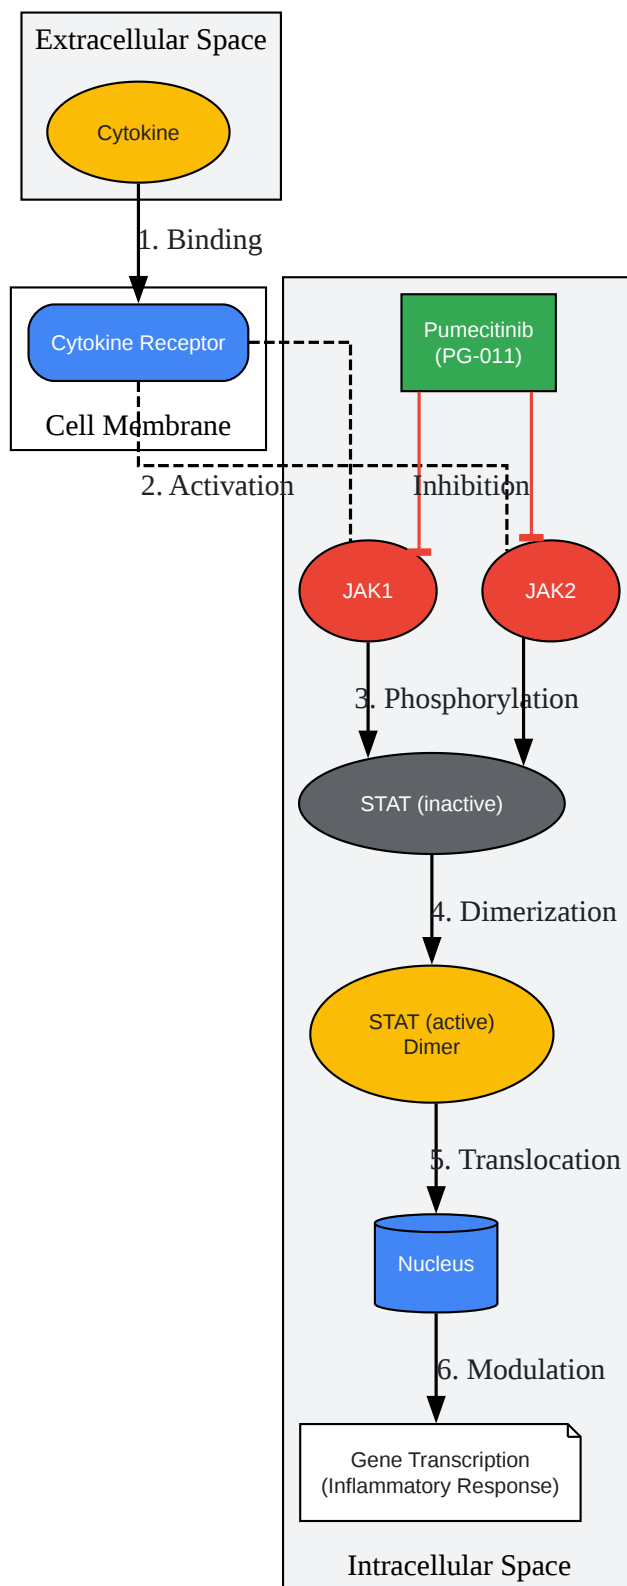 Extracellular Space
Cytokine
1. Binding
Cytokine Receptor
Cell Membrane
Pumecitinib
(PG-011)
2. Activation
Inhibition
JAK1
JAK2
3. Phosphorylation
STAT (inactive)
4. Dimerization
STAT (active)
Dimer
5. Translocation
Nucleus
6. Modulation
Gene Transcription
(Inflammatory Response)
Intracellular Space